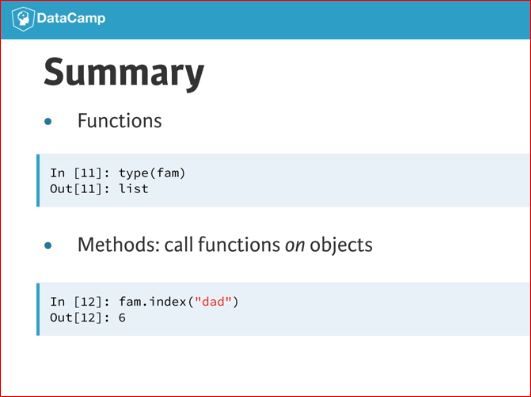 DataCamp
Summary
• Functions
In [11]: type(fam)
Out[11]: list
• Methods: call functions on objects
In [12]: fam.index("dad")
Out[12]: 6